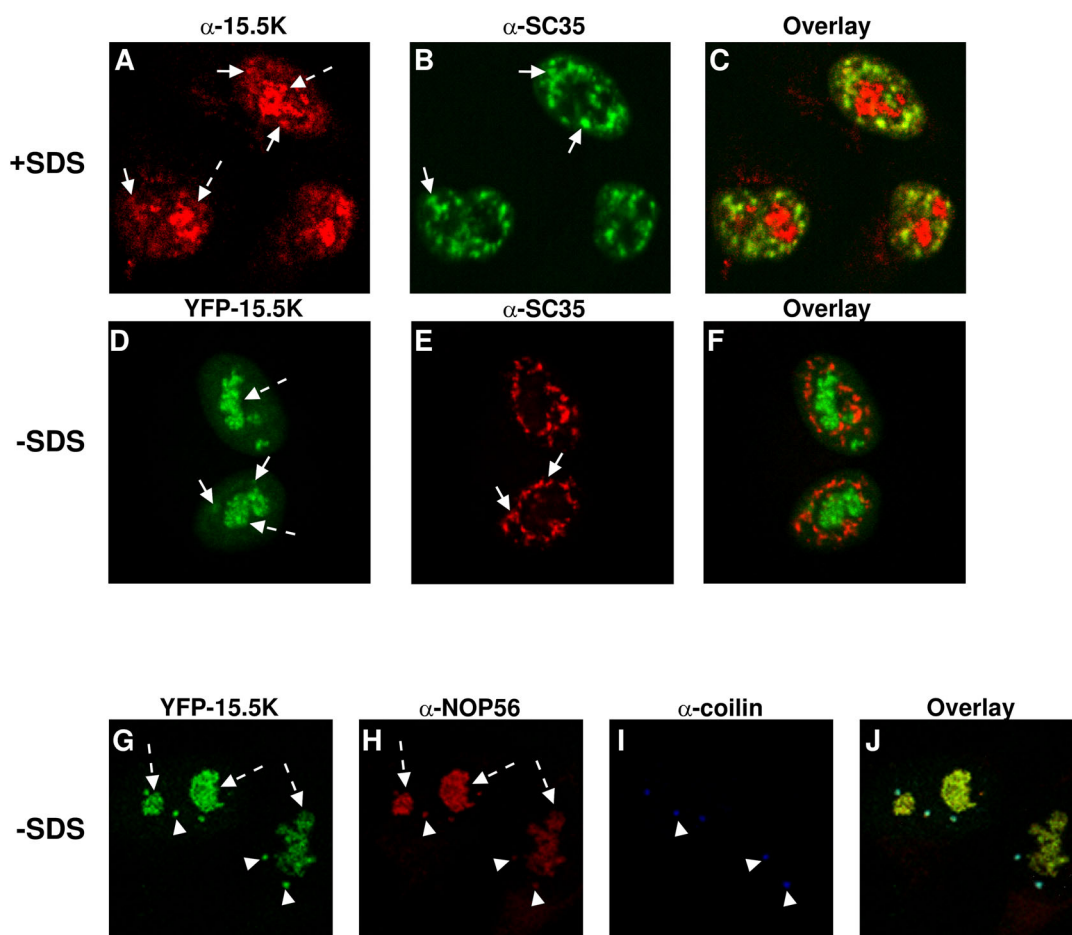 α-15.5K α-SC35 Overlay
A B C
+SDS
YFP-15.5K α-SC35 Overlay
D E F
-SDS
YFP-15.5K α-NOP56 α-coilin Overlay
G H I J
-SDS